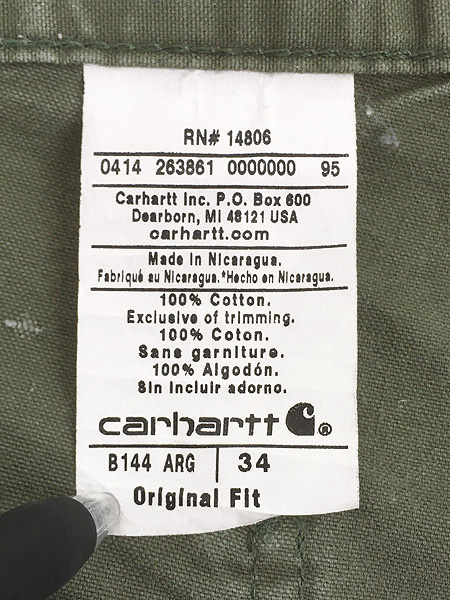 RN# 14806
0414 263861 0000000 95
Carhartt Inc. P.O. Box 600
Dearborn, MI 48121 USA
carhartt.com
Made in Nicaragua.
Fabriqué au Nicaragua.*Hecho en Nicaragua.
100% Cotton.
Exclusive of trimming.
100% Coton.
Sans garniture.
100% Algodón.
Sin incluir adorno.
carhartt ®
B144 ARG 34
Original Fit